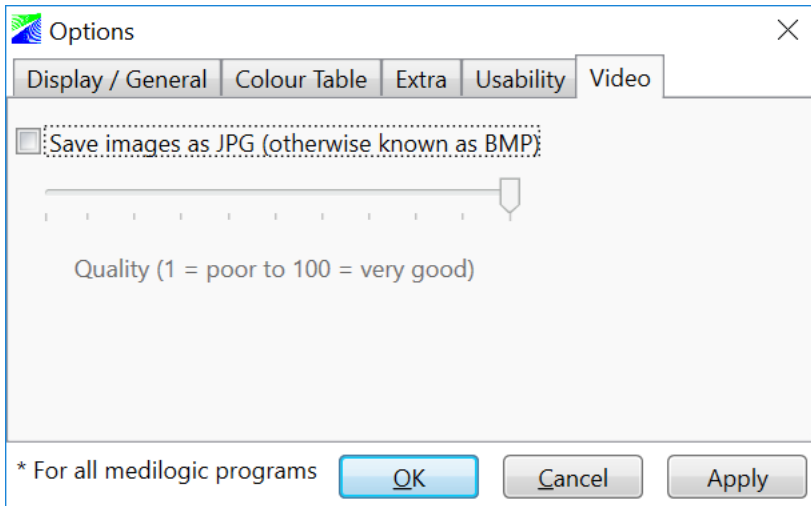 Options
Display / General Colour Table Extra Usability Video
Save images as JPG (otherwise known as BMP)
Quality (1 = poor to 100 = very good)
* For all medilogic programs OK Cancel Apply